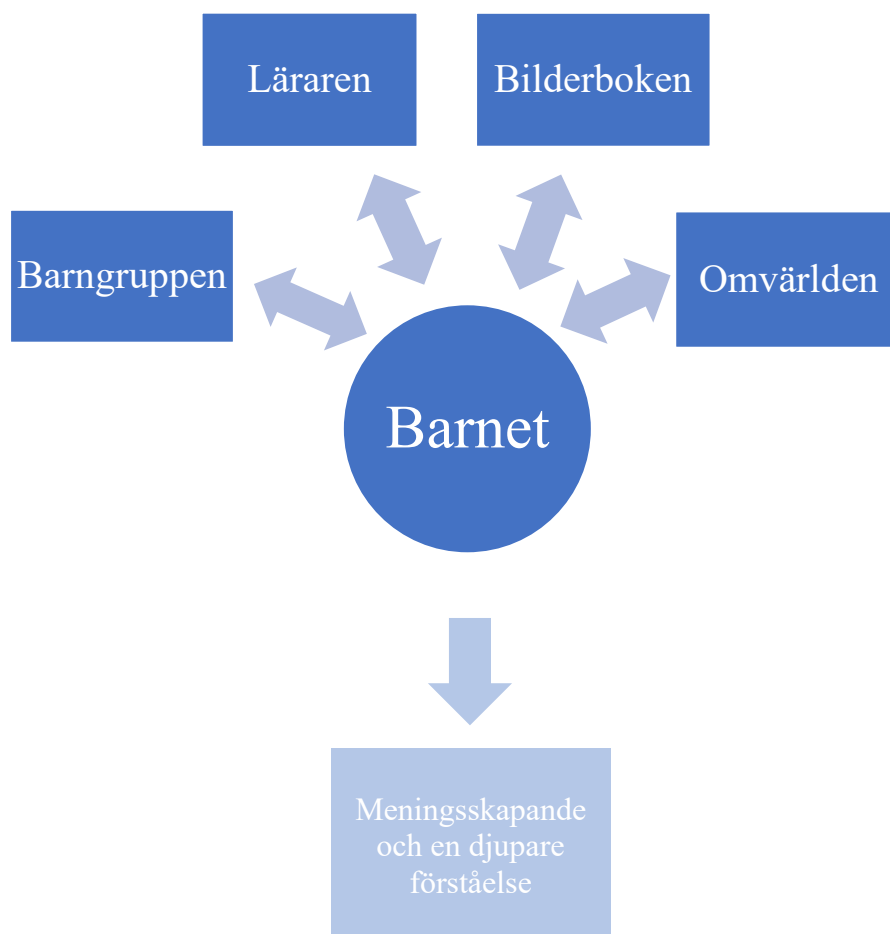 Läraren
Bilderboken
Barngruppen
Omvärlden
Barnet
Meningsskapande
och en djupare
förståelse